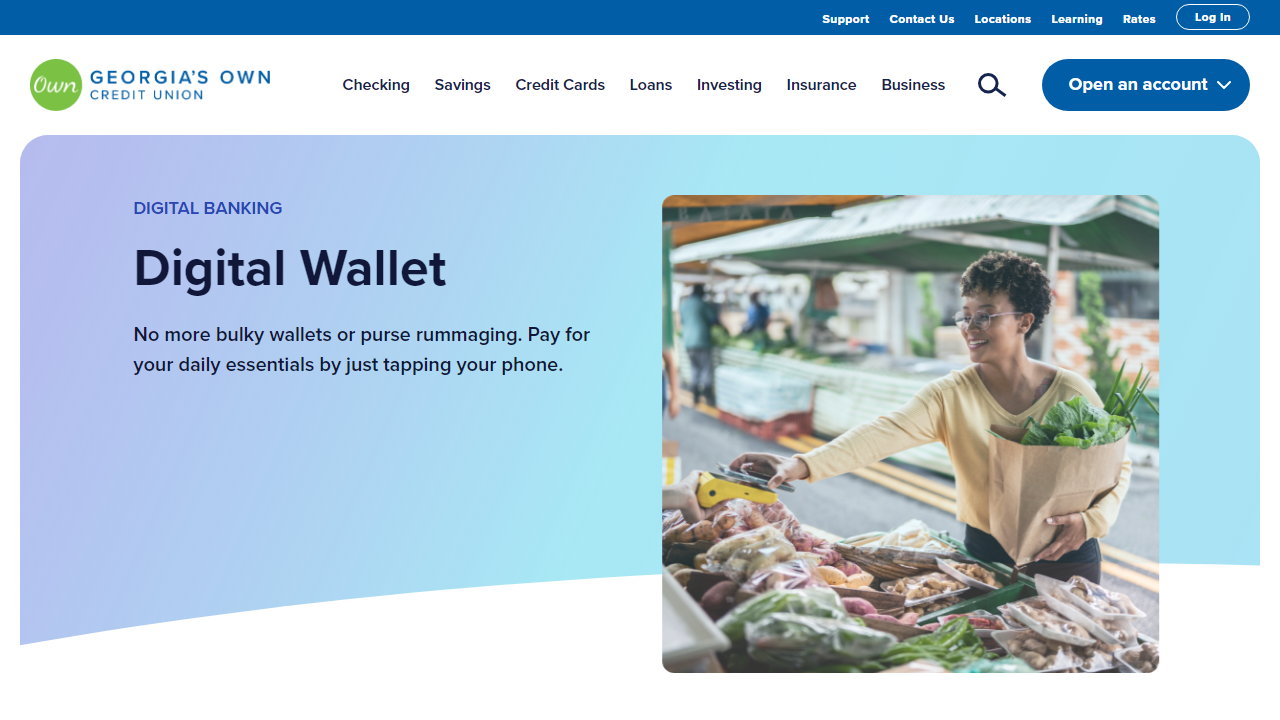 Support Contact Us Locations Learning Rates Log In
Own GEORGIA'S OWN
CREDIT UNION
Checking Savings Credit Cards Loans Investing Insurance Business Open an account
DIGITAL BANKING
Digital Wallet
No more bulky wallets or purse rummaging. Pay for
your daily essentials by just tapping your phone.